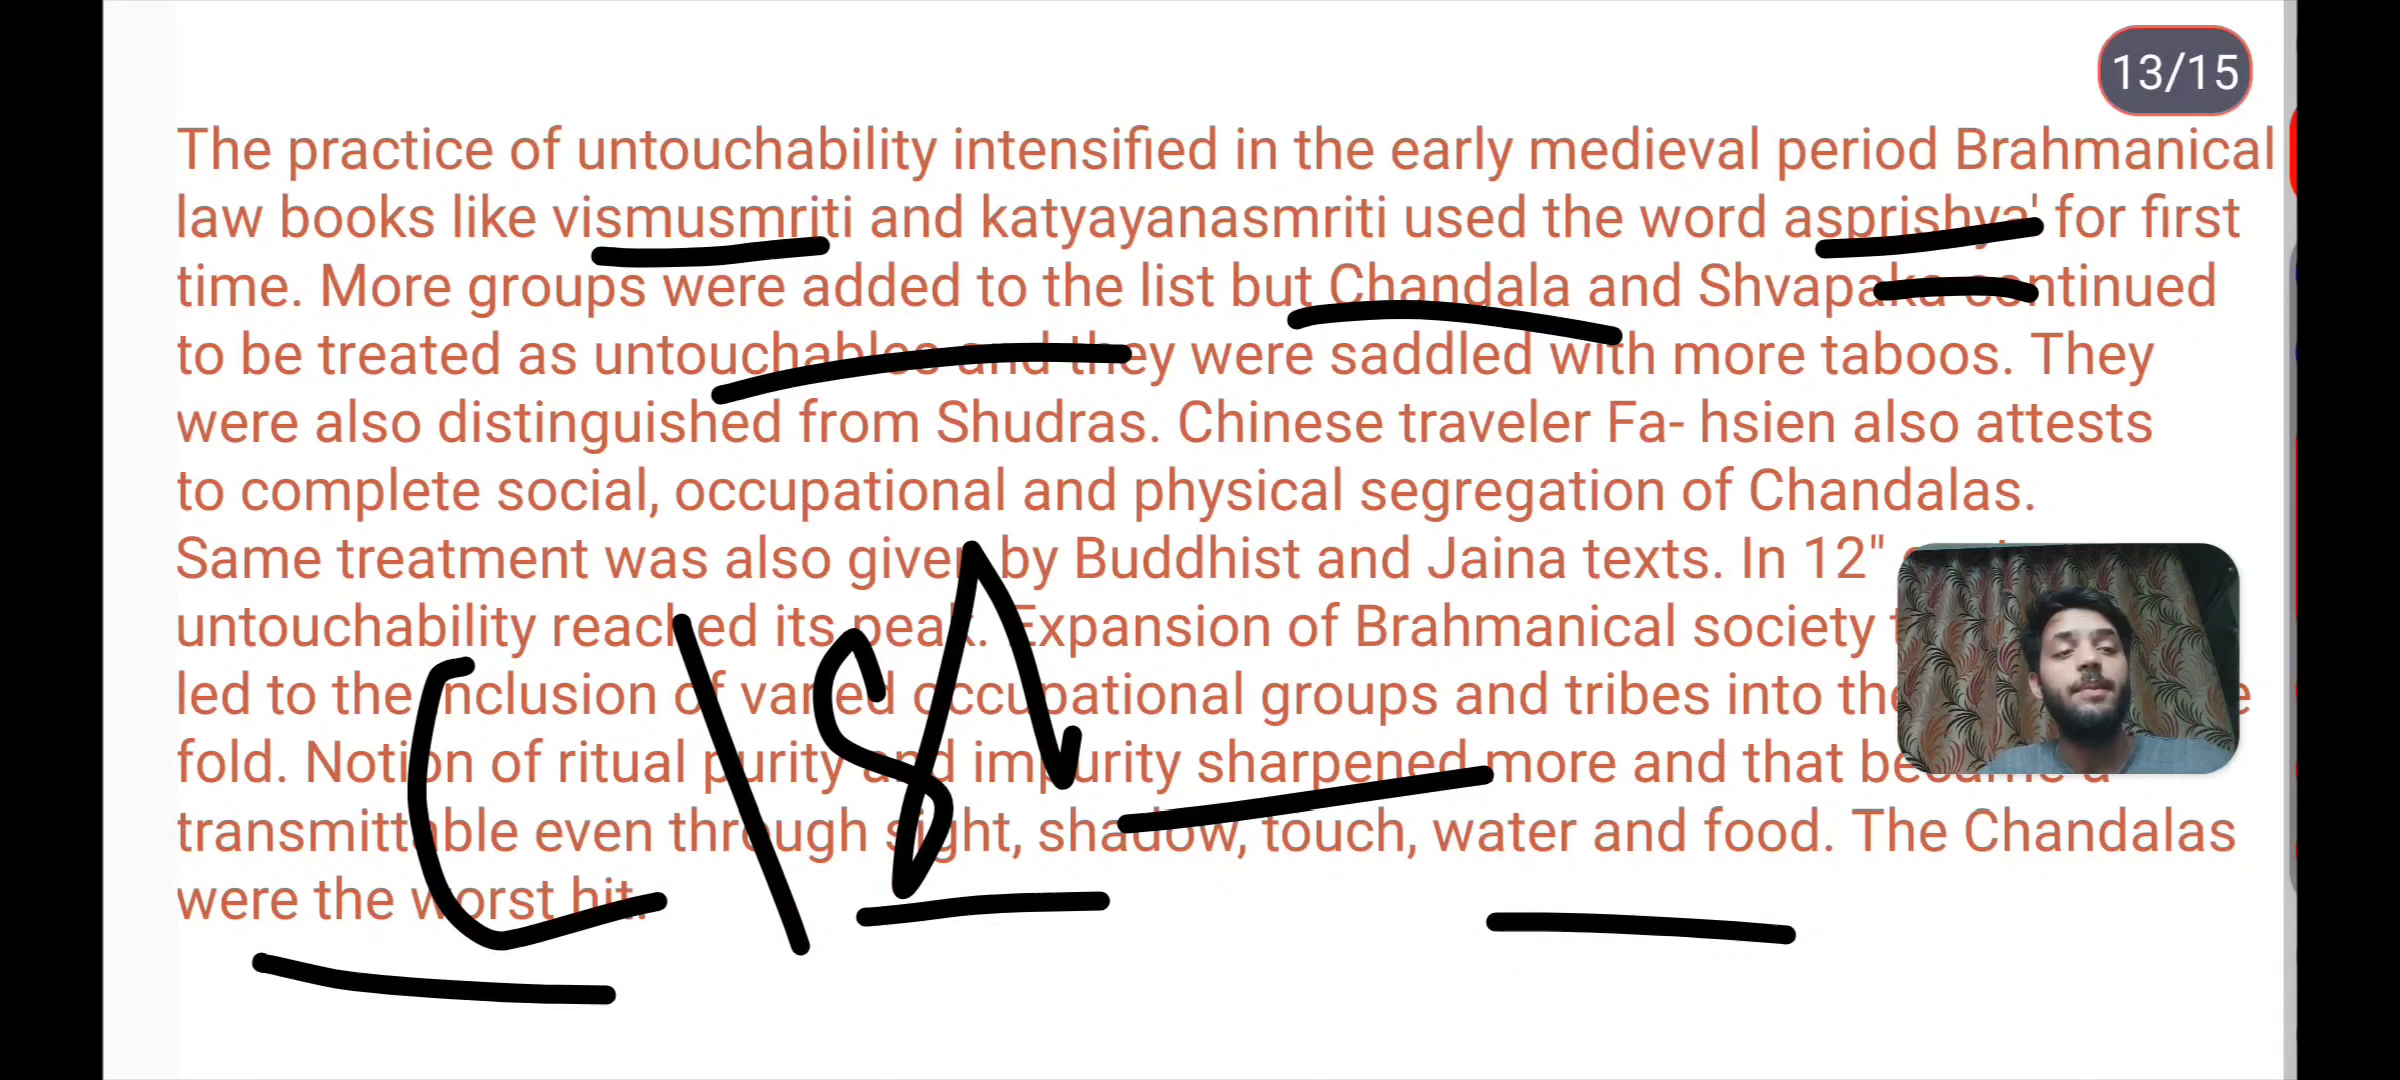 13/15
The practice of untouchability intensified in the early medieval period Brahmanical
law books like vismusmriti and katyayanasmriti used the word asprishya' for first
time. More groups were added to the list but Chandala and Shvapaka continued
to be treated as untouchables and they were saddled with more taboos. They
were also distinguished from Shudras. Chinese traveler Fa- hsien also attests
to complete social, occupational and physical segregation of Chandalas.
Same treatment was also given by Buddhist and Jaina texts. In 12"
untouchability reached its peak. Expansion of Brahmanical society
led to the inclusion of varied occupational groups and tribes into
fold. Notion of ritual purity and impurity sharpened more and that became a
transmittable even through sight, shadow, touch, water and food. The Chandalas
were the worst hit.